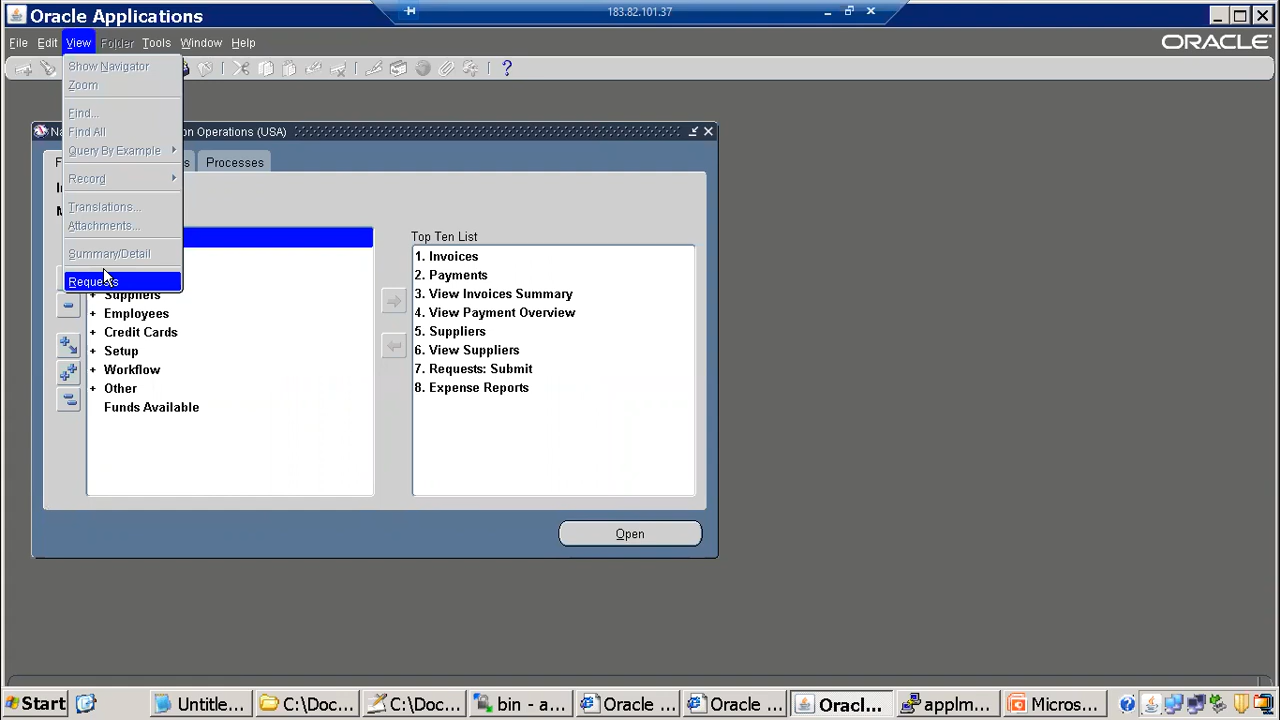 Oracle Applications
183.82.101.37
File Edit View Folder Tools Window Help
ORACLE
Show Navigator
Zoom
Find...
Find All
Query By Example
Record
Translations...
Attachments...
Summary/Detail
Requests
on Operations (USA)
Processes
Top Ten List
1. Invoices
2. Payments
3. View Invoices Summary
4. View Payment Overview
5. Suppliers
6. View Suppliers
7. Requests: Submit
8. Expense Reports
+ Suppliers
+ Employees
+ Credit Cards
+ Setup
+ Workflow
+ Other
Funds Available
Open
Start
Untitle...
C:\Doc...
C:\Doc...
bin - a...
Oracle ...
Oracle ...
Oracl...
applm...
Micros...